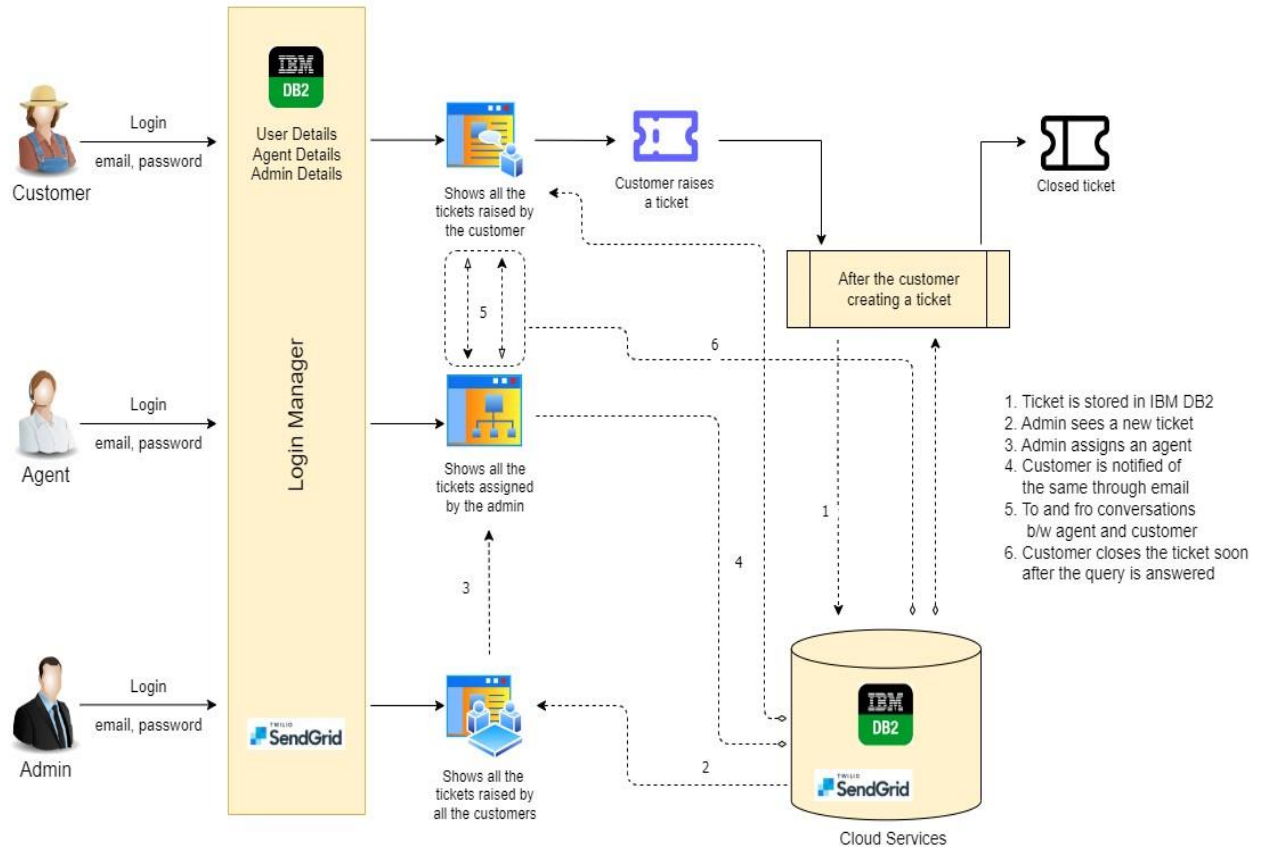 IBM
DB2
User Details
Agent Details
Admin Details
Login
email, password
Customer
Shows all the
tickets raised by
the customer
Customer raises
a ticket
Closed ticket
After the customer
creating a ticket
5
6
Login Manager
Login
email, password
Agent
Shows all the
tickets assigned
by the admin
1. Ticket is stored in IBM DB2
2. Admin sees a new ticket
3. Admin assigns an agent
4. Customer is notified of
the same through email
5. To and fro conversations
b/w agent and customer
6. Customer closes the ticket soon
after the query is answered
1
4
3
Login
email, password
Admin
TWILIO
SendGrid
Shows all the
tickets raised by
all the customers
2
IBM
DB2
TWILIO
SendGrid
Cloud Services